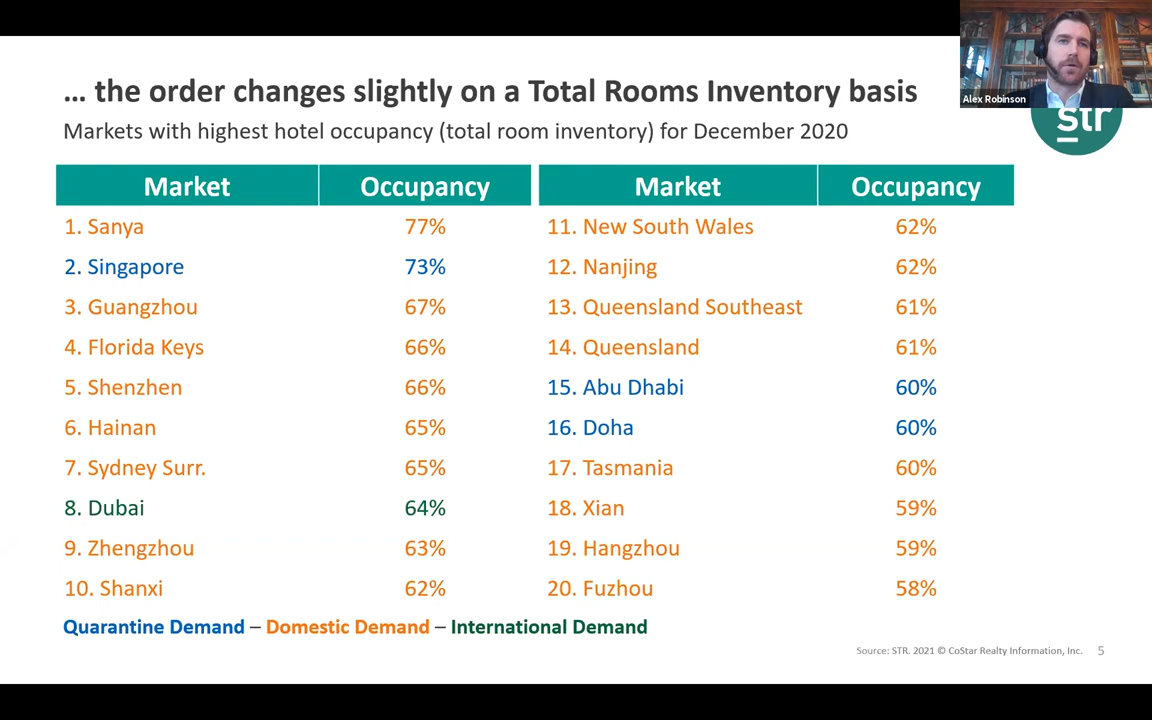 Alex Robinson
… the order changes slightly on a Total Rooms Inventory basis
str
Markets with highest hotel occupancy (total room inventory) for December 2020
Market Occupancy Market Occupancy
1. Sanya 77% 11. New South Wales 62%
2. Singapore 73% 12. Nanjing 62%
3. Guangzhou 67% 13. Queensland Southeast 61%
4. Florida Keys 66% 14. Queensland 61%
5. Shenzhen 66% 15. Abu Dhabi 60%
6. Hainan 65% 16. Doha 60%
7. Sydney Surr. 65% 17. Tasmania 60%
8. Dubai 64% 18. Xian 59%
9. Zhengzhou 63% 19. Hangzhou 59%
10. Shanxi 62% 20. Fuzhou 58%
Quarantine Demand – Domestic Demand – International Demand
Source: STR. 2021 © CoStar Realty Information, Inc. 5